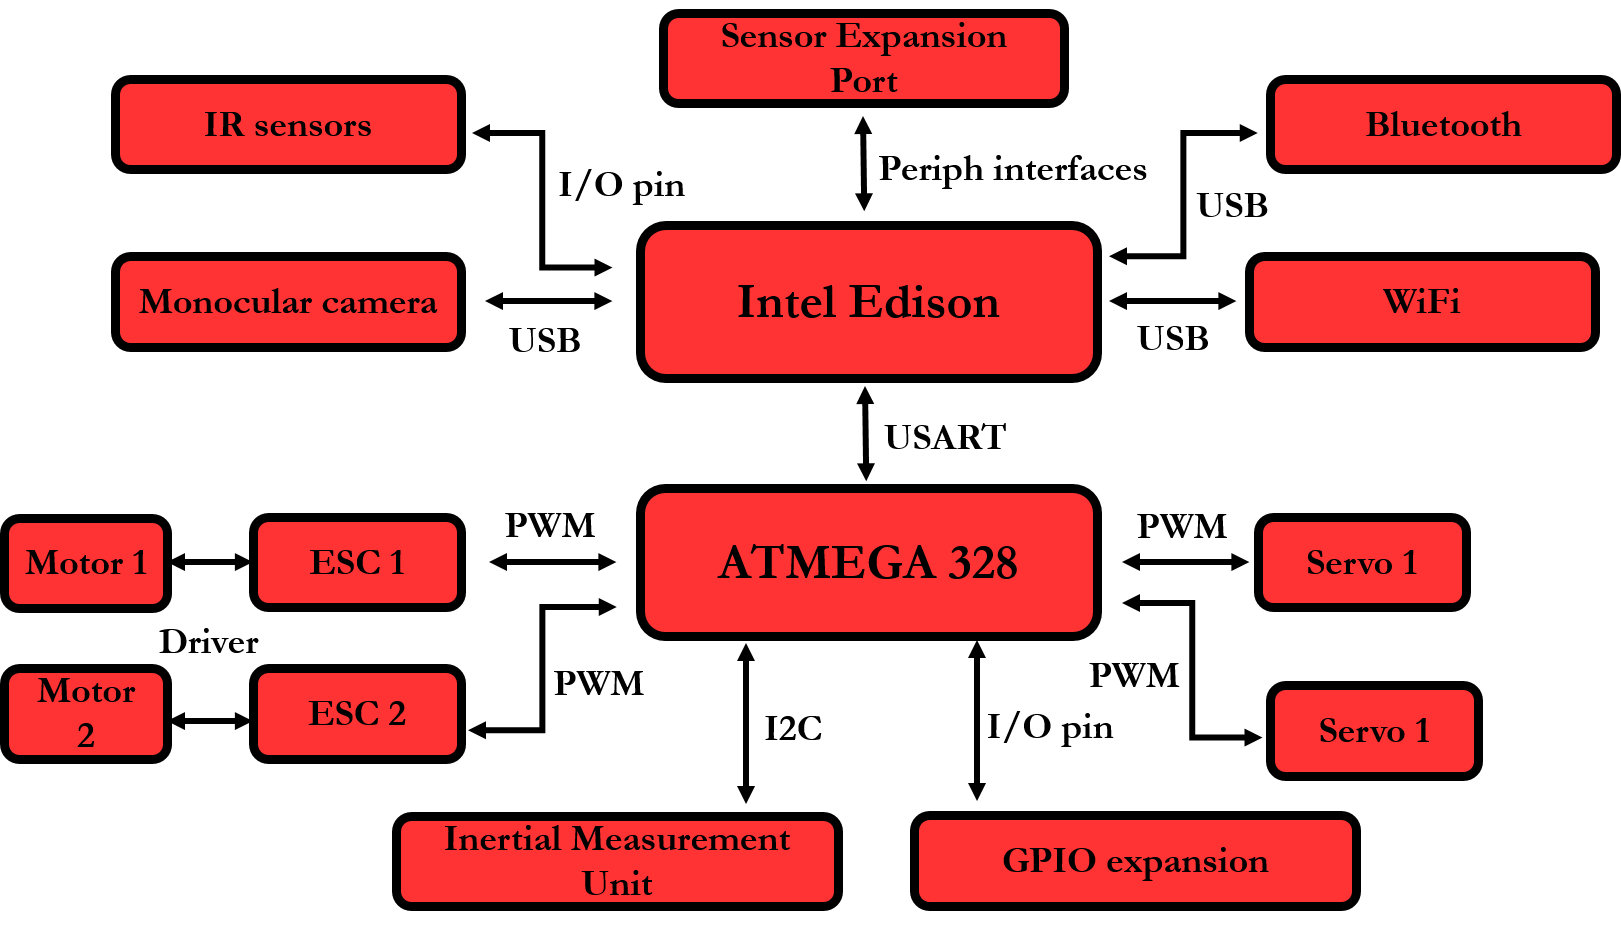 Sensor Expansion
Port
IR sensors
Bluetooth
Periph interfaces
I/O pin
USB
Monocular camera
Intel Edison
WiFi
USB
USB
USART
PWM
PWM
Motor 1
ESC 1
ATMEGA 328
Servo 1
Driver
PWM
PWM
Motor
2
ESC 2
I2C
I/O pin
Servo 1
Inertial Measurement
Unit
GPIO expansion